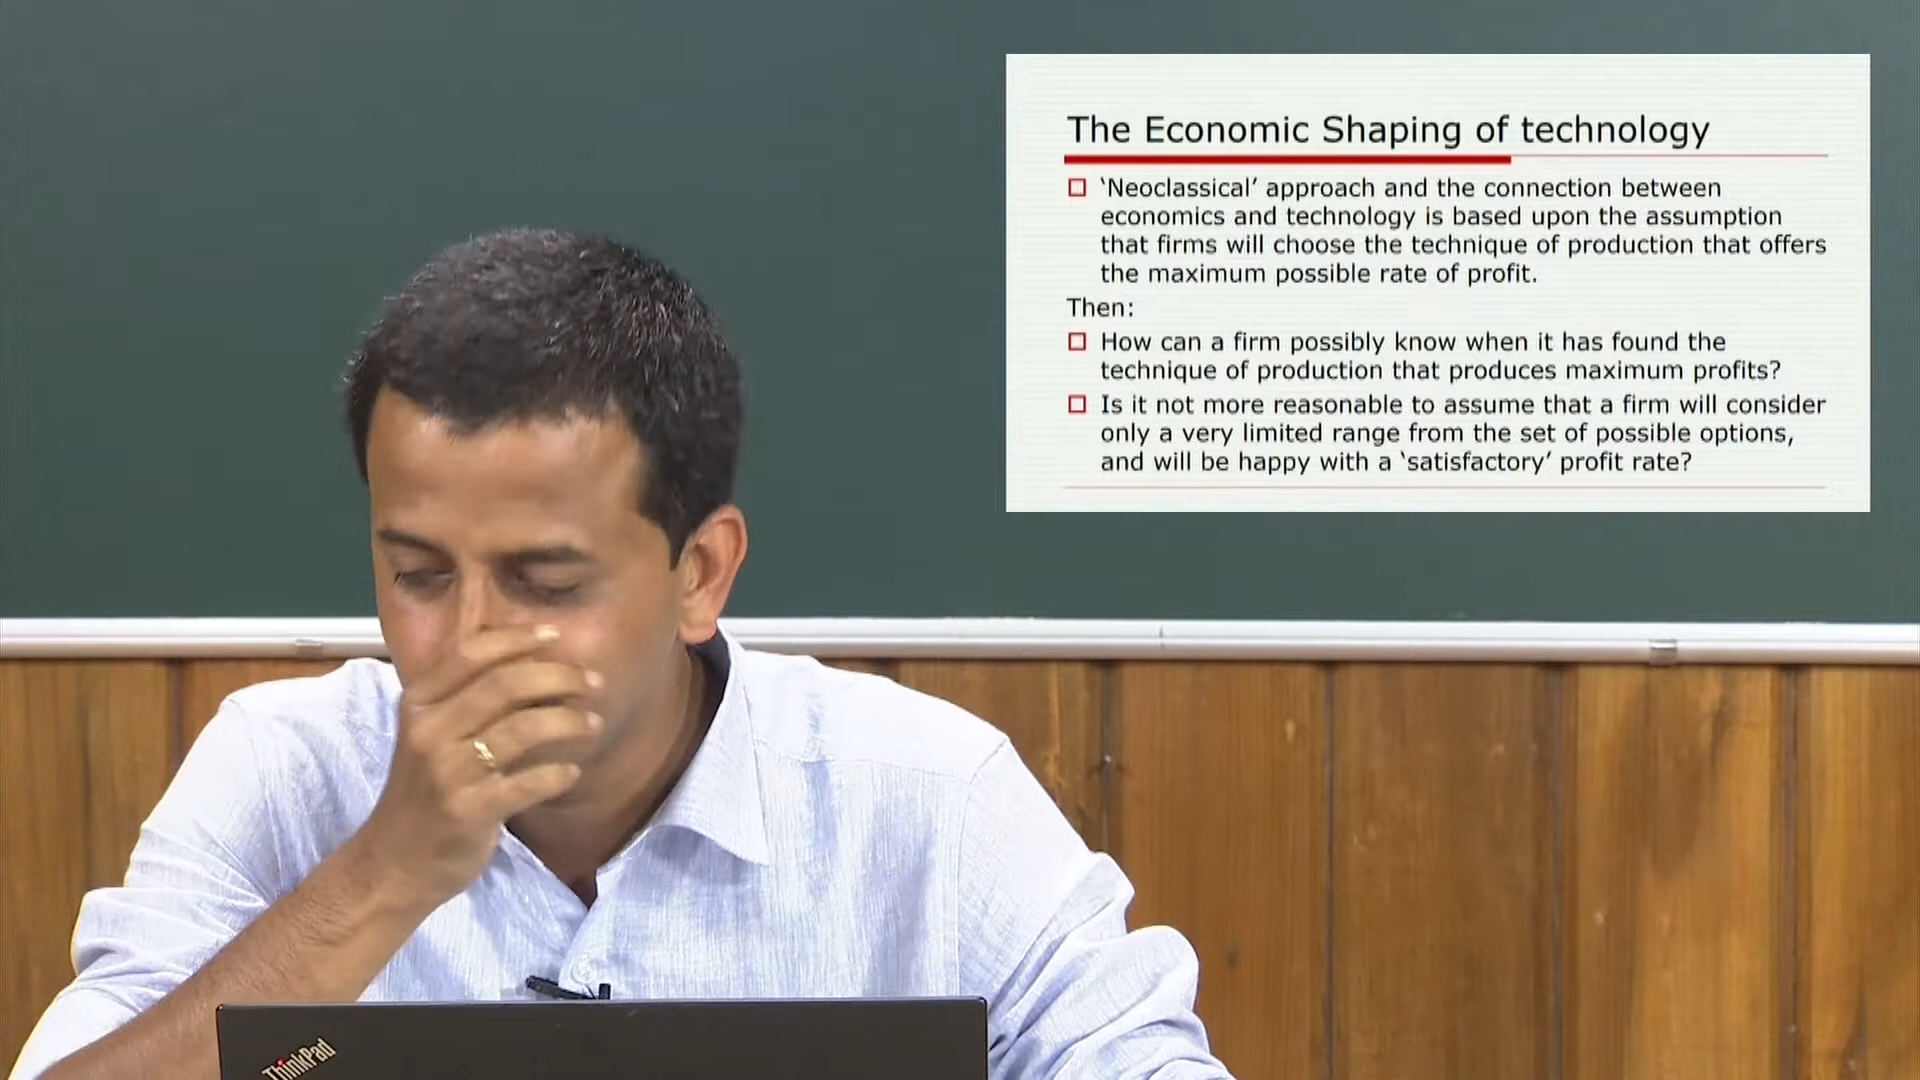 The Economic Shaping of technology
‘Neoclassical’ approach and the connection between
economics and technology is based upon the assumption
that firms will choose the technique of production that offers
the maximum possible rate of profit.
Then:
How can a firm possibly know when it has found the
technique of production that produces maximum profits?
Is it not more reasonable to assume that a firm will consider
only a very limited range from the set of possible options,
and will be happy with a ‘satisfactory’ profit rate?
ThinkPad